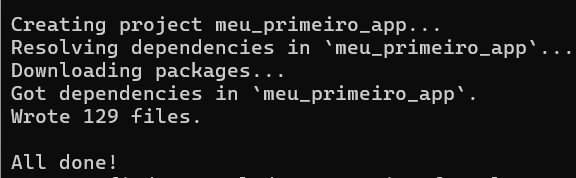 Creating project meu_primeiro_app...
Resolving dependencies in `meu_primeiro_app`...
Downloading packages...
Got dependencies in `meu_primeiro_app`.
Wrote 129 files.
All done!